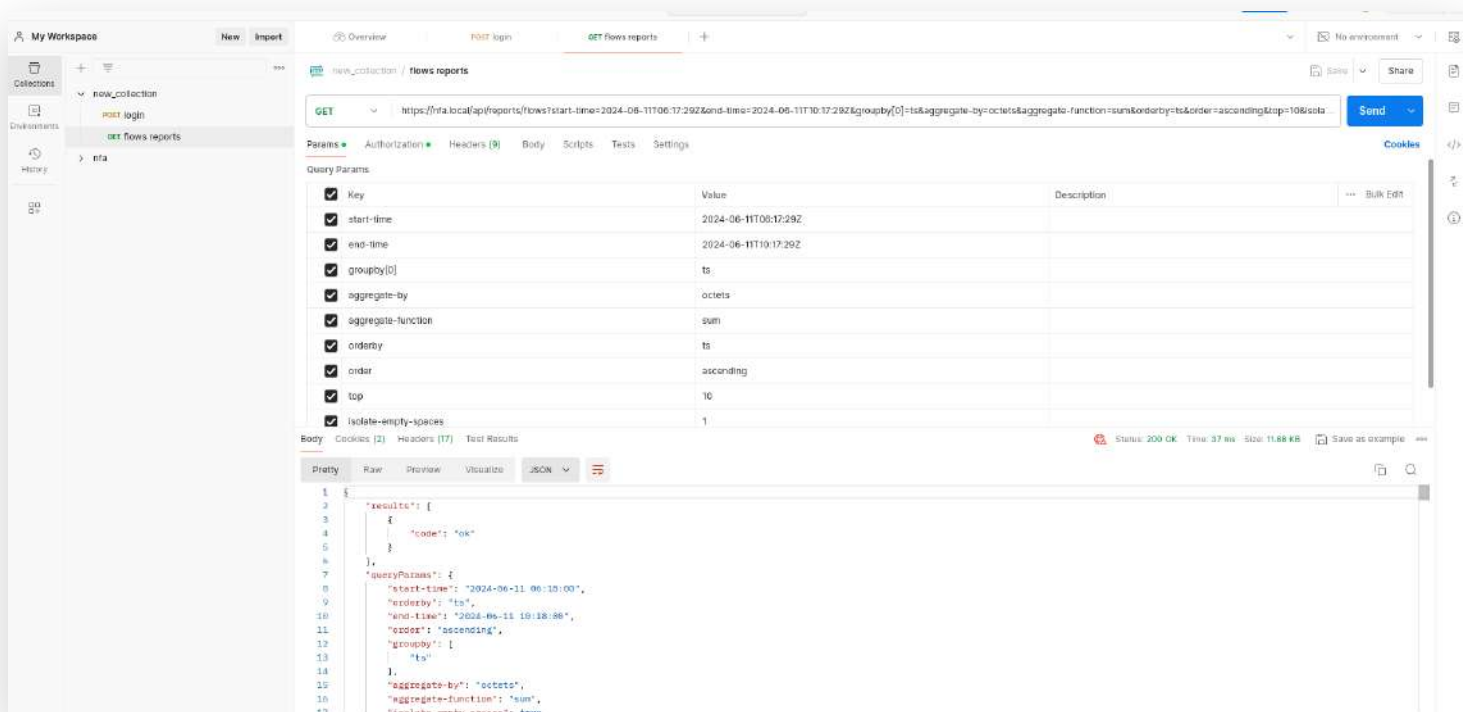 My Workspace
New Import
Overview
POST login
GET flows reports
No environment
Collections
Environments
History
new_collection
POST login
GET flows reports
nfa
new_collection / flows reports
Save
Share
GET
https://nfa.local/api/reports/flows?start-time=2024-06-11T06:17:29Z&end-time=2024-06-11T10:17:29Z&groupby[0]=ts&aggregate-by=octets&aggregate-function=sum&orderby=ts&order=ascending&top=10&isola...
Send
Params Authorization Headers (9) Body Scripts Tests Settings
Cookies
Query Params
Key Value Description Bulk Edit
start-time 2024-06-11T06:17:29Z
end-time 2024-06-11T10:17:29Z
groupby[0] ts
aggregate-by octets
aggregate-function sum
orderby ts
order ascending
top 10
isolate-empty-spaces 1
Body Cookies (2) Headers (17) Test Results
Status: 200 OK Time: 37 ms Size: 11.68 KB Save as example
Pretty Raw Preview Visualize JSON
1 {
2 "results": [
3 {
4 "code": "ok"
5 }
6 ],
7 "queryParams": {
8 "start-time": "2024-06-11 06:18:00",
9 "orderby": "ts",
10 "end-time": "2024-06-11 10:18:00",
11 "order": "ascending",
12 "groupby": [
13 "ts"
14 ],
15 "aggregate-by": "octets",
16 "aggregate-function": "sum",